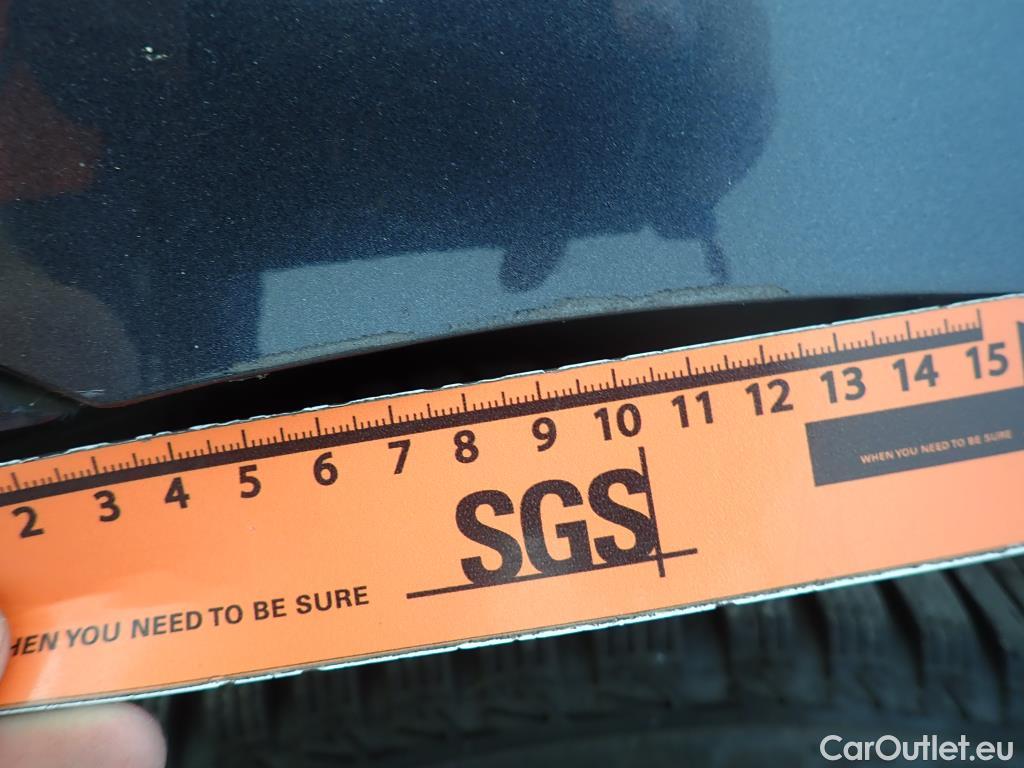 2 3 4 5 6 7 8 9 10 11 12 13 14 15
WHEN YOU NEED TO BE SURE
SGS
HEN YOU NEED TO BE SURE
CarOutlet.eu